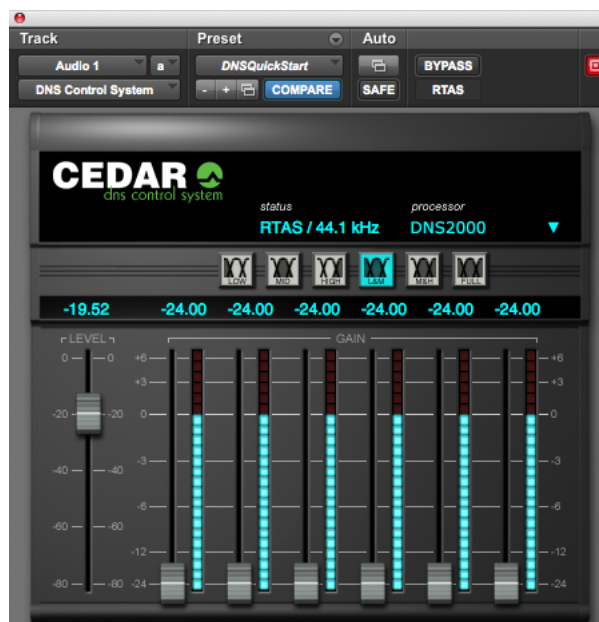 Track Preset Auto
Audio 1 a DNSQuickStart BYPASS
DNS Control System - + COMPARE SAFE RTAS
CEDAR
dns control system
status processor
RTAS / 44.1 kHz DNS2000
LOW MID HIGH L&M M&H FULL
-19.52 -24.00 -24.00 -24.00 -24.00 -24.00 -24.00
LEVEL GAIN
0 0 +6 +6
+3 +3
-20 -20 0 0
-40 -40 -3 -3
-6 -6
-60 -60
-12 -12
-80 -80 -24 -24